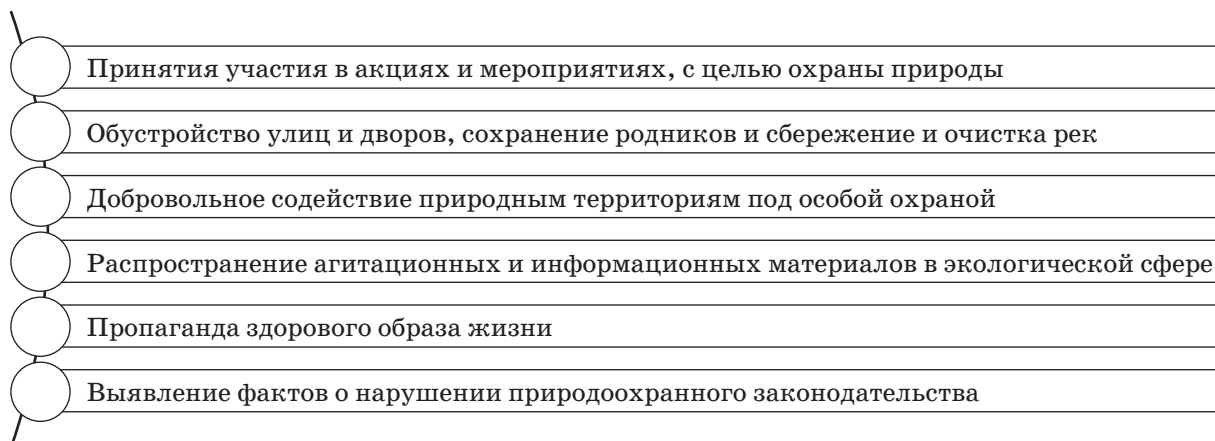 Принятия участия в акциях и мероприятиях, с целью охраны природы
Обустройство улиц и дворов, сохранение родников и сбережение и очистка рек
Добровольное содействие природным территориям под особой охраной
Распространение агитационных и информационных материалов в экологической сфере
Пропаганда здорового образа жизни
Выявление фактов о нарушении природоохранного законодательства